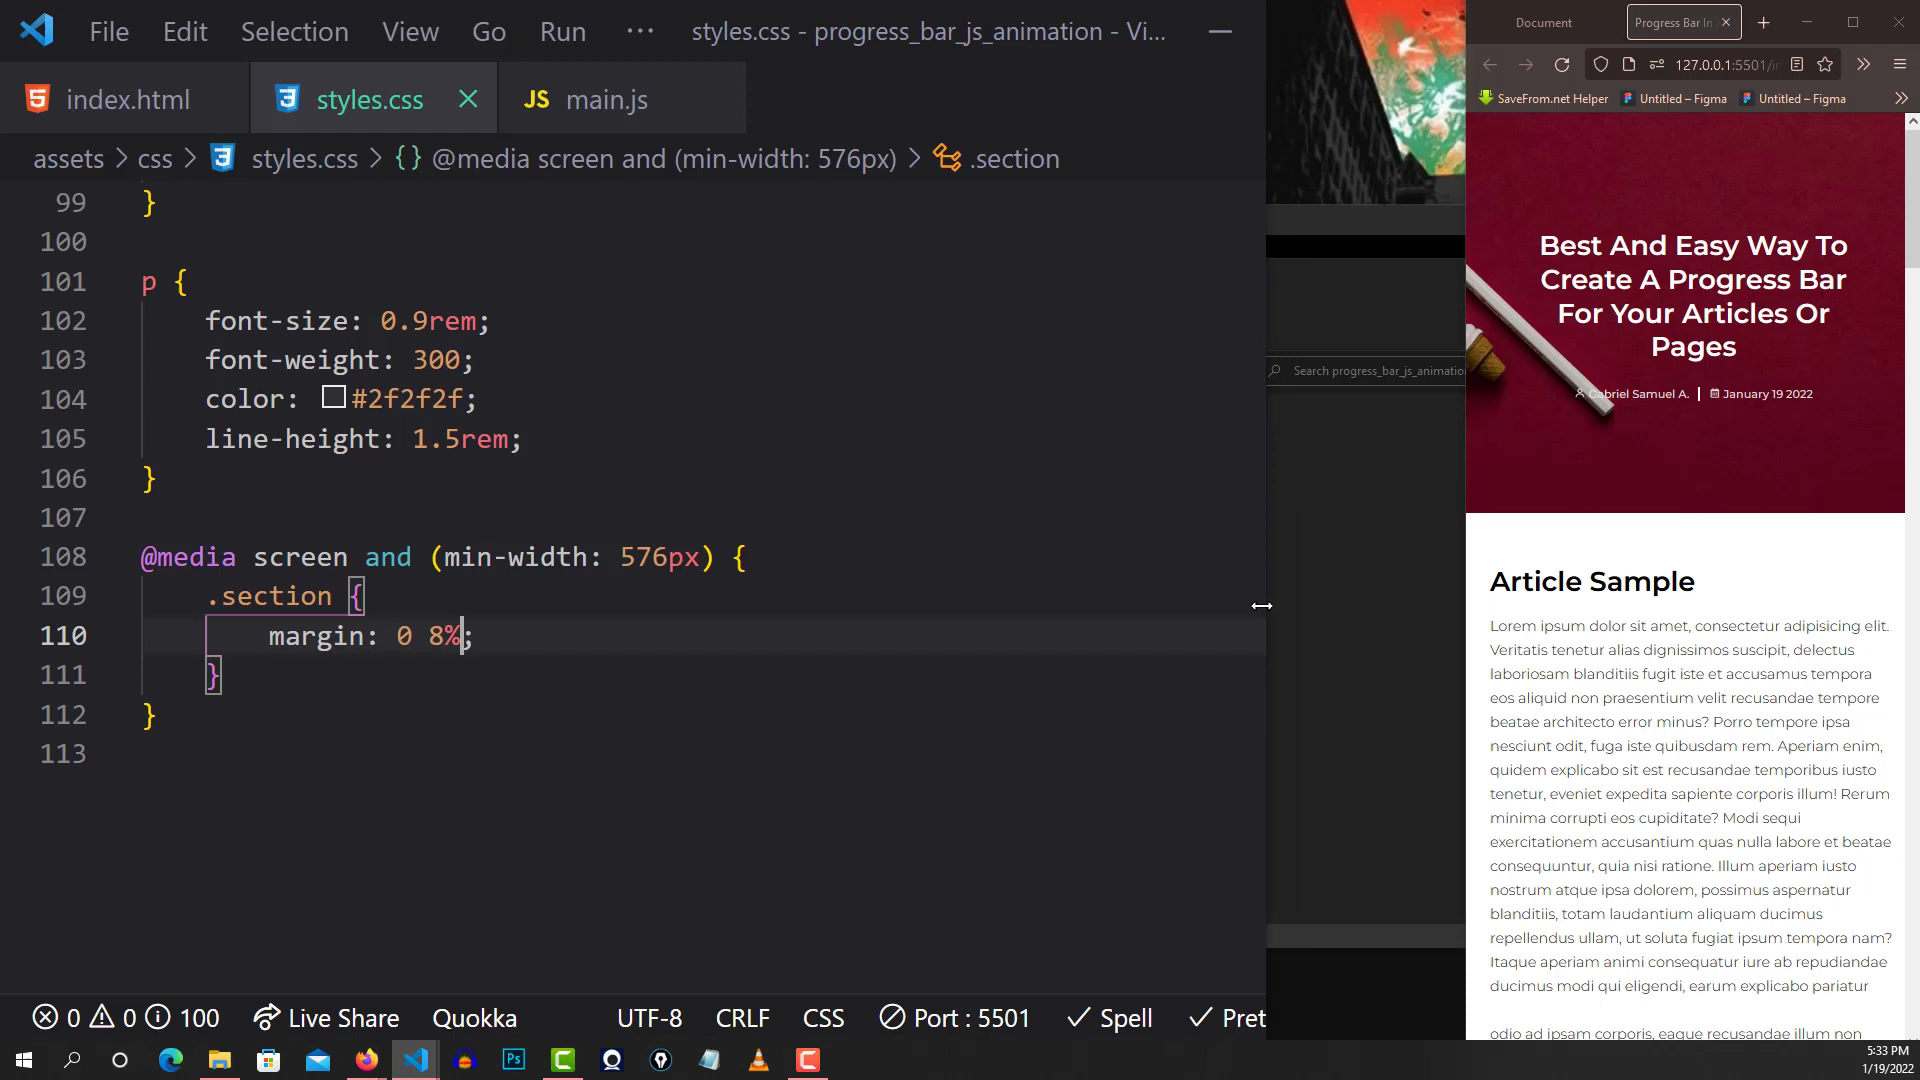 File Edit Selection View Go Run ··· styles.css - progress_bar_js_animation - Vi...
index.html styles.css JS main.js
assets > css > styles.css > {} @media screen and (min-width: 576px) > .section
99 }
100
101 p {
102 font-size: 0.9rem;
103 font-weight: 300;
104 color: #2f2f2f;
105 line-height: 1.5rem;
106 }
107
108 @media screen and (min-width: 576px) {
109 .section {
110 margin: 0 8%;
111 }
112 }
113
0 0 100 Live Share Quokka UTF-8 CRLF CSS Port : 5501 Spell Pret
Search progress_bar_js_animation
Document Progress Bar In
127.0.0.1:5501/
SaveFrom.net Helper Untitled – Figma Untitled – Figma
Best And Easy Way To
Create A Progress Bar
For Your Articles Or
Pages
Gabriel Samuel A. January 19 2022
Article Sample
Lorem ipsum dolor sit amet, consectetur adipisicing elit.
Veritatis tenetur alias dignissimos suscipit, delectus
laboriosam blanditiis fugit iste et accusamus tempora
eos aliquid non praesentium velit recusandae tempore
beatae architecto error minus? Porro tempore ipsa
nesciunt odit, fuga iste quibusdam rem. Aperiam enim,
quidem explicabo sit est recusandae temporibus iusto
tenetur, eveniet expedita sapiente corporis illum! Rerum
minima corrupti eos cupiditate? Modi sequi
exercitationem accusantium quas nulla labore et beatae
consequuntur, quia nisi ratione. Illum aperiam iusto
nostrum atque ipsa dolorem, possimus aspernatur
blanditiis, totam laudantium aliquam ducimus
repellendus ullam, ut soluta fugiat ipsum tempora nam?
Itaque aperiam animi consequatur iure ab repudiandae
ducimus modi qui eligendi, earum explicabo pariatur
odio ad ipsam corporis, eaque recusandae illum non
Ps
5:33 PM
1/19/2022